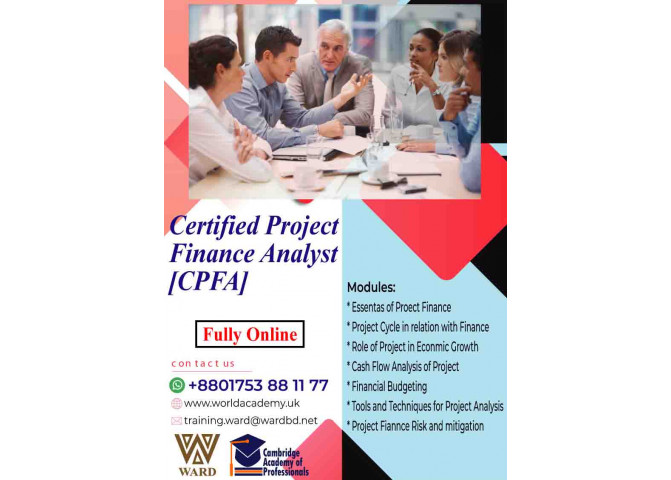 Certified Project
Finance Analyst
[CPFA]
Fully Online
contact us
+8801753 88 11 77
www.worldacademy.uk
training.ward@wardbd.net
WARD
Cambridge
Academy of
Professionals
Modules:
* Essentas of Proect Finance
* Project Cycle in relation with Finance
* Role of Project in Econmic Growth
* Cash Flow Analysis of Project
* Financial Budgeting
* Tools and Techniques for Project Analysis
* Project Fiannce Risk and mitigation